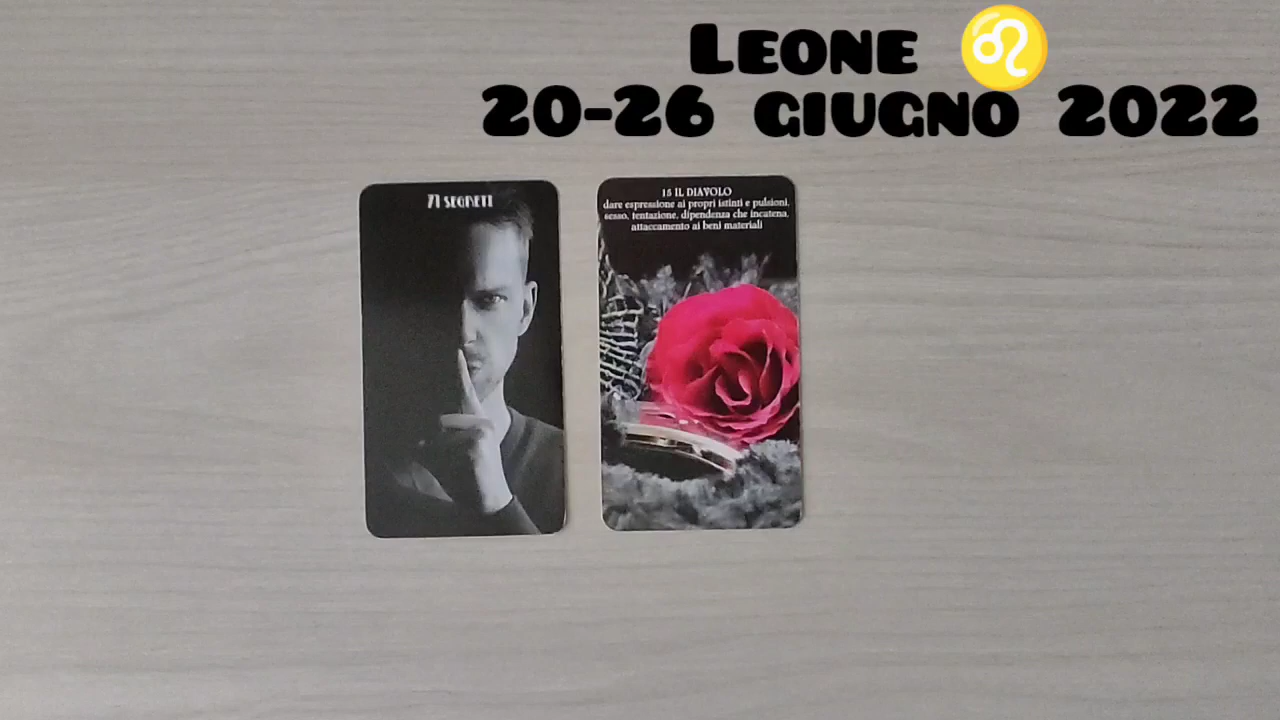 Leone ♌
20-26 giugno 2022
71 SEGRETI
15 IL DIAVOLO
dare espressione ai propri istinti e pulsioni,
sesso, tentazione, dipendenza che incatena,
attaccamento ai beni materiali